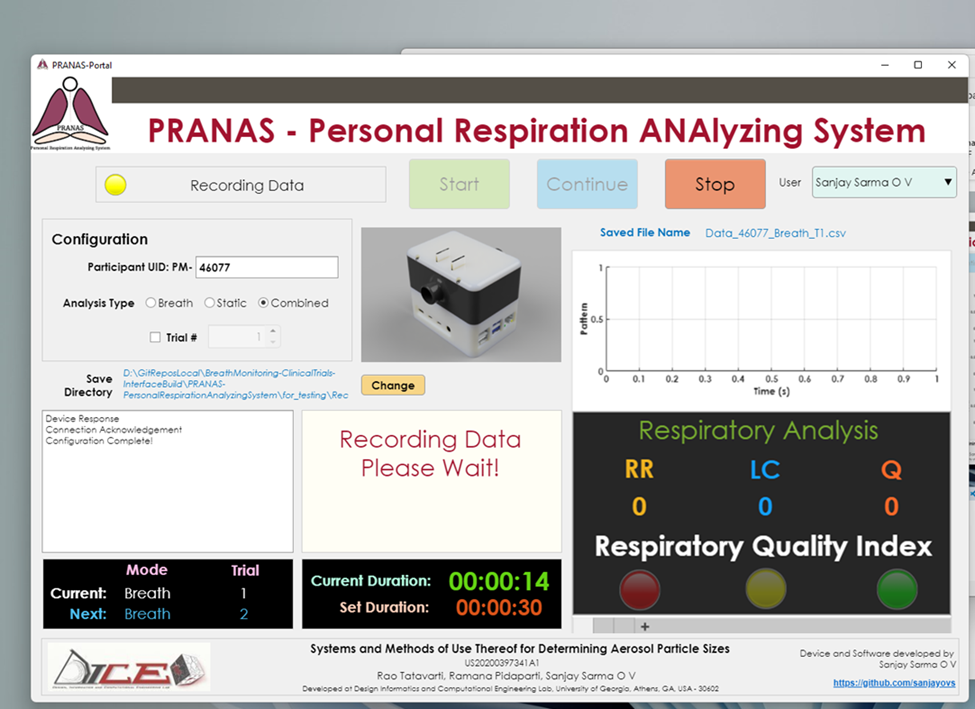 PRANAS-Portal
PRANAS
Personal Respiration Analyzing System
PRANAS - Personal Respiration ANAlyzing System
Recording Data
Start
Continue
Stop
User
Sanjay Sarma O V
Configuration
Participant UID: PM- 46077
Analysis Type Breath Static Combined
Trial # 1
Save Directory
D:\GitReposLocal\BreathMonitoring-ClinicalTrials-
InterfaceBuild\PRANAS-
PersonalRespirationAnalyzingSystem\for_testing\Rec
Change
Saved File Name Data_46077_Breath_T1.csv
Pattern
1
0.5
0
0 0.1 0.2 0.3 0.4 0.5 0.6 0.7 0.8 0.9 1
Time (s)
Device Response
Connection Acknowledgement
Configuration Complete!
Recording Data
Please Wait!
Respiratory Analysis
RR LC Q
0 0 0
Respiratory Quality Index
+
Mode Trial
Current: Breath 1
Next: Breath 2
Current Duration: 00:00:14
Set Duration: 00:00:30
DICE
Systems and Methods of Use Thereof for Determining Aerosol Particle Sizes
US20200397341A1
Rao Tatavarti, Ramana Pidaparti, Sanjay Sarma O V
Developed at Design Informatics and Computational Engineering Lab, University of Georgia, Athens, GA, USA - 30602
Device and Software developed by
Sanjay Sarma O V
https://github.com/sanjayovs